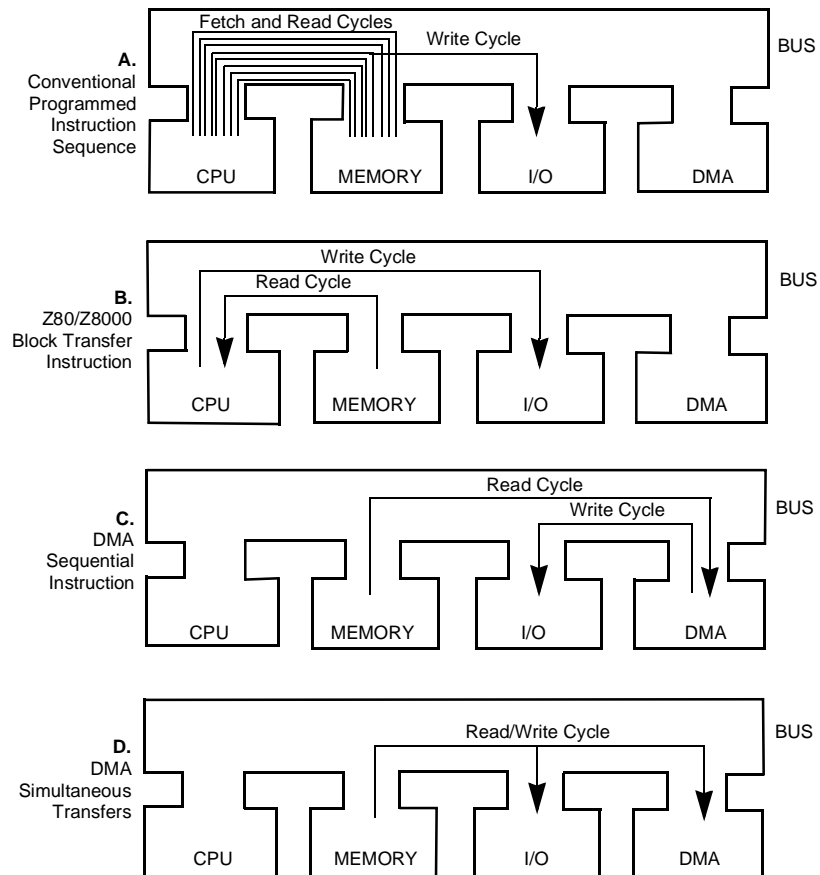 Fetch and Read Cycles
Write Cycle
BUS
A.
Conventional
Programmed
Instruction
Sequence
CPU
MEMORY
I/O
DMA
Write Cycle
Read Cycle
BUS
B.
Z80/Z8000
Block Transfer
Instruction
CPU
MEMORY
I/O
DMA
Read Cycle
Write Cycle
BUS
C.
DMA
Sequential
Instruction
CPU
MEMORY
I/O
DMA
Read/Write Cycle
BUS
D.
DMA
Simultaneous
Transfers
CPU
MEMORY
I/O
DMA